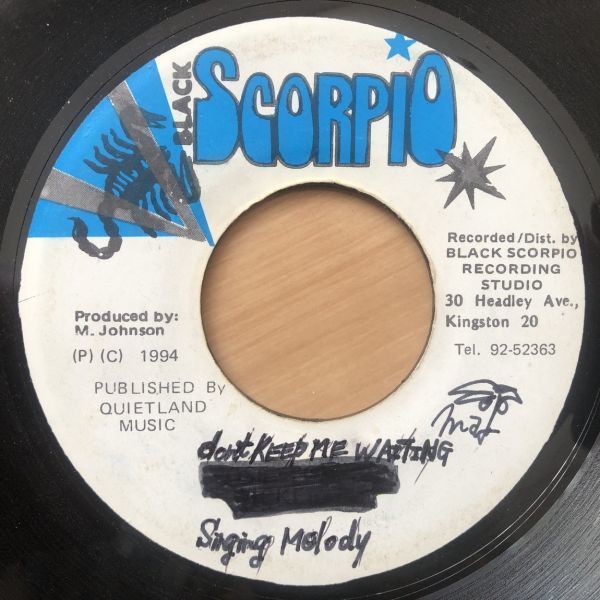 BLACK
SCORPIO
Recorded/Dist. by
BLACK SCORPIO
RECORDING
STUDIO
30 Headley Ave.,
Kingston 20
Tel. 92-52363
Produced by:
M. Johnson
(P) (C) 1994
PUBLISHED By
QUIETLAND
MUSIC
don't KEEP ME WAITING
Singing Melody